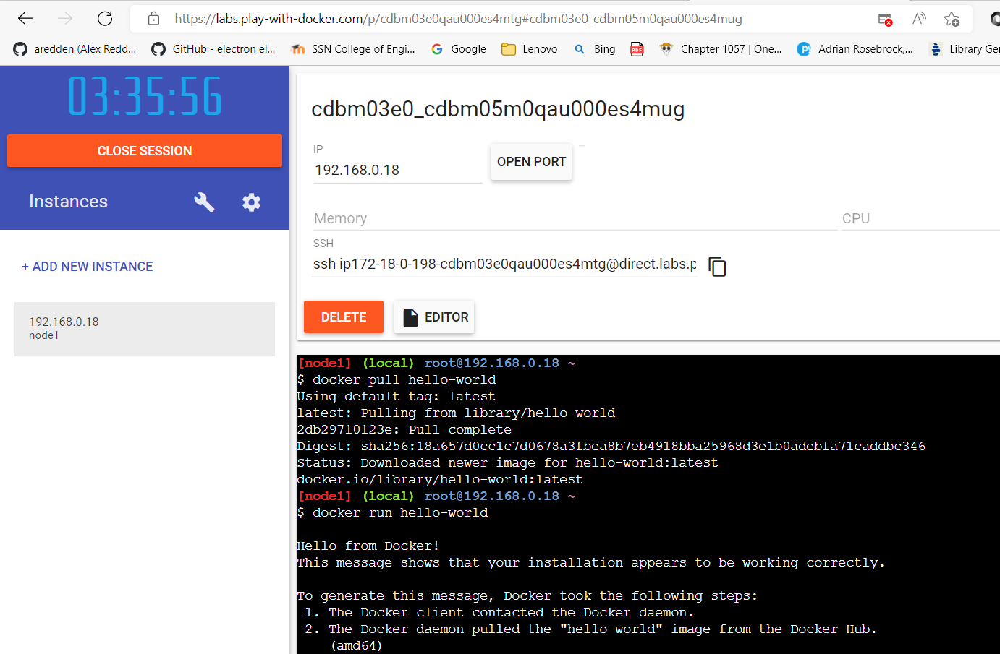 https://labs.play-with-docker.com/p/cdbm03e0qau000es4mtg#cdbm03e0_cdbm05m0qau000es4mug
aredden (Alex Redd... GitHub - electron el... SSN College of Engi... Google Lenovo Bing PDF Chapter 1057 | One... Adrian Rosebrock,... Library Ger
03:35:56
CLOSE SESSION
Instances
+ ADD NEW INSTANCE
192.168.0.18
node1
cdbm03e0_cdbm05m0qau000es4mug
IP
192.168.0.18
OPEN PORT
Memory CPU
SSH
ssh ip172-18-0-198-cdbm03e0qau000es4mtg@direct.labs.p
DELETE EDITOR
[node1] (local) root@192.168.0.18 ~
$ docker pull hello-world
Using default tag: latest
latest: Pulling from library/hello-world
2db29710123e: Pull complete
Digest: sha256:18a657d0cc1c7d0678a3fbea8b7eb4918bba25968d3e1b0adebfa71caddbc346
Status: Downloaded newer image for hello-world:latest
docker.io/library/hello-world:latest
[node1] (local) root@192.168.0.18 ~
$ docker run hello-world
Hello from Docker!
This message shows that your installation appears to be working correctly.
To generate this message, Docker took the following steps:
1. The Docker client contacted the Docker daemon.
2. The Docker daemon pulled the "hello-world" image from the Docker Hub.
(amd64)